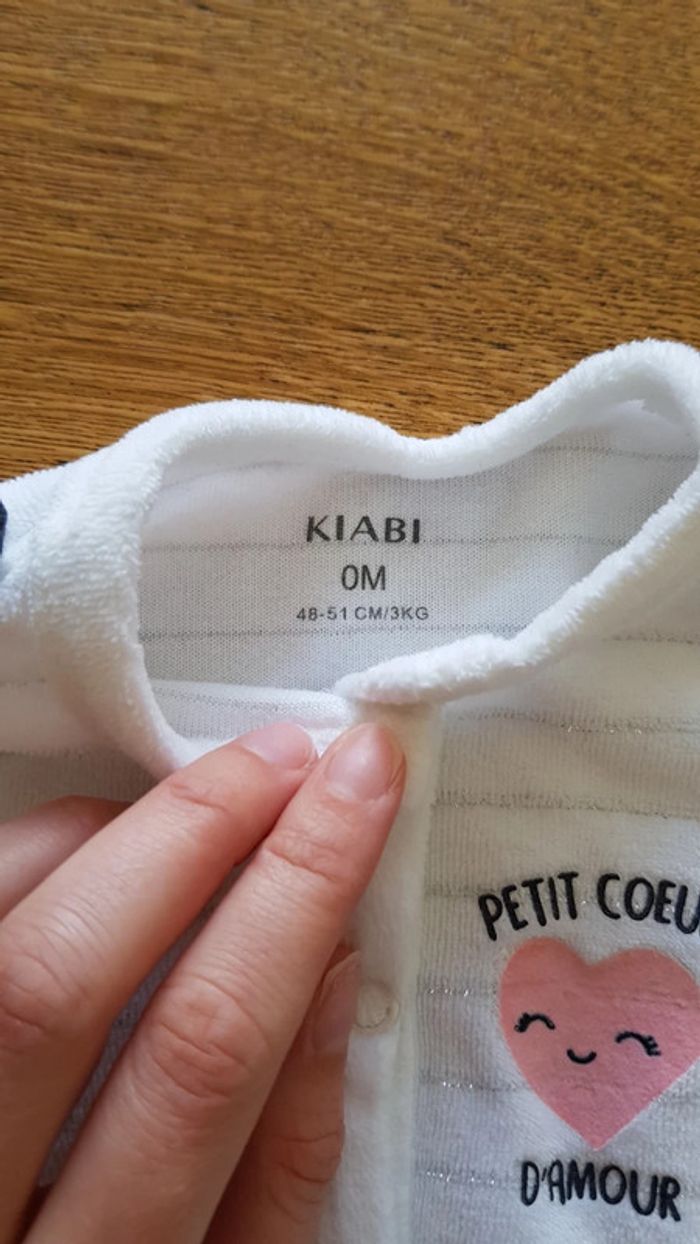 KIABI
0M
48-51 CM/3KG
PETIT COEU
D'AMOUR